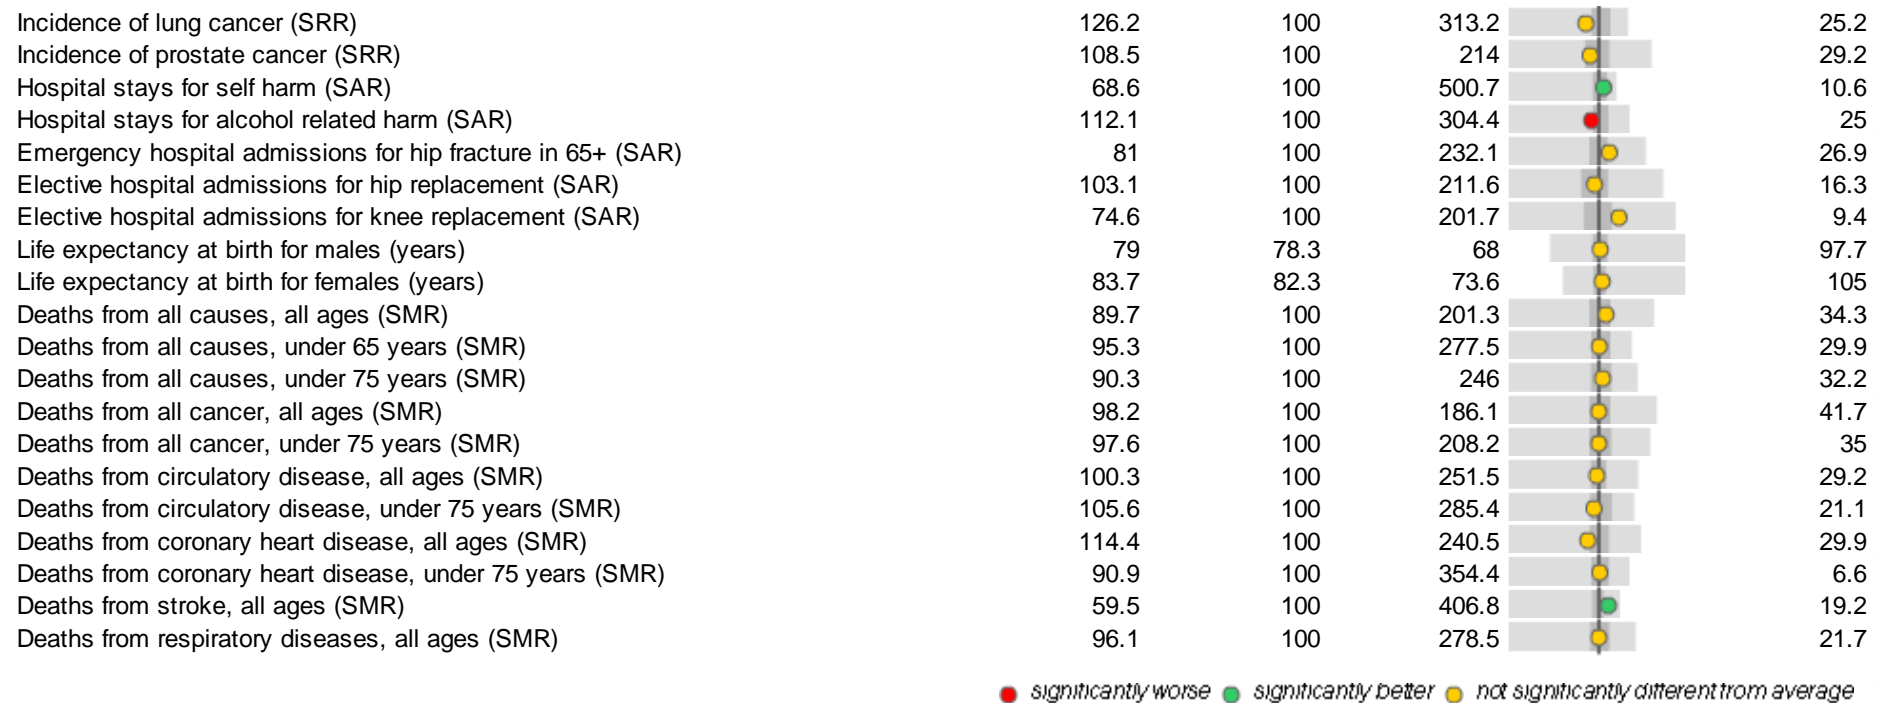 Incidence of lung cancer (SRR) 126.2 100 313.2 25.2
Incidence of prostate cancer (SRR) 108.5 100 214 29.2
Hospital stays for self harm (SAR) 68.6 100 500.7 10.6
Hospital stays for alcohol related harm (SAR) 112.1 100 304.4 25
Emergency hospital admissions for hip fracture in 65+ (SAR) 81 100 232.1 26.9
Elective hospital admissions for hip replacement (SAR) 103.1 100 211.6 16.3
Elective hospital admissions for knee replacement (SAR) 74.6 100 201.7 9.4
Life expectancy at birth for males (years) 79 78.3 68 97.7
Life expectancy at birth for females (years) 83.7 82.3 73.6 105
Deaths from all causes, all ages (SMR) 89.7 100 201.3 34.3
Deaths from all causes, under 65 years (SMR) 95.3 100 277.5 29.9
Deaths from all causes, under 75 years (SMR) 90.3 100 246 32.2
Deaths from all cancer, all ages (SMR) 98.2 100 186.1 41.7
Deaths from all cancer, under 75 years (SMR) 97.6 100 208.2 35
Deaths from circulatory disease, all ages (SMR) 100.3 100 251.5 29.2
Deaths from circulatory disease, under 75 years (SMR) 105.6 100 285.4 21.1
Deaths from coronary heart disease, all ages (SMR) 114.4 100 240.5 29.9
Deaths from coronary heart disease, under 75 years (SMR) 90.9 100 354.4 6.6
Deaths from stroke, all ages (SMR) 59.5 100 406.8 19.2
Deaths from respiratory diseases, all ages (SMR) 96.1 100 278.5 21.7
significantly worse significantly better not significantly different from average